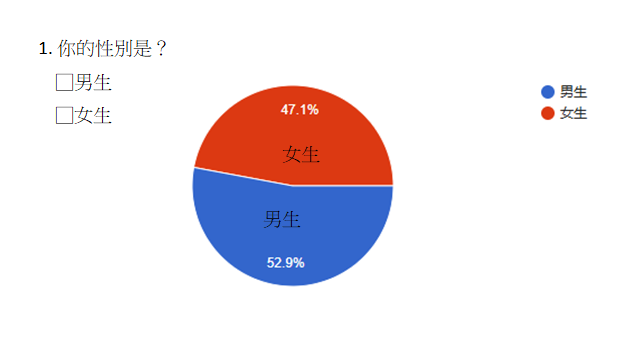 1. 你的性別是？
□男生
□女生
47.1%
女生
男生
52.9%
男生
女生